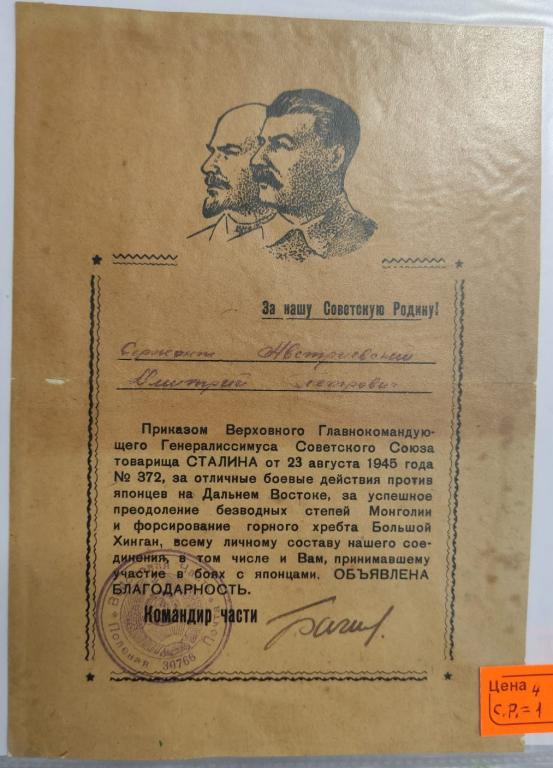 За нашу Советскую Родину!
Сержант Австриевский
Дмитрий Петрович
Приказом Верховного Главнокомандую-
щего Генералиссимуса Советского Союза
товарища СТАЛИНА от 23 августа 1945 года
№ 372, за отличные боевые действия против
японцев на Дальнем Востоке, за успешное
преодоление безводных степей Монголии
и форсирование горного хребта Большой
Хинган, всему личному составу нашего сое-
динения, в том числе и Вам, принимавшему
участие в боях с японцами. ОБЪЯВЛЕНА
БЛАГОДАРНОСТЬ.
Командир части
Полевая Почта
30766
Цена 4
с.р.=1